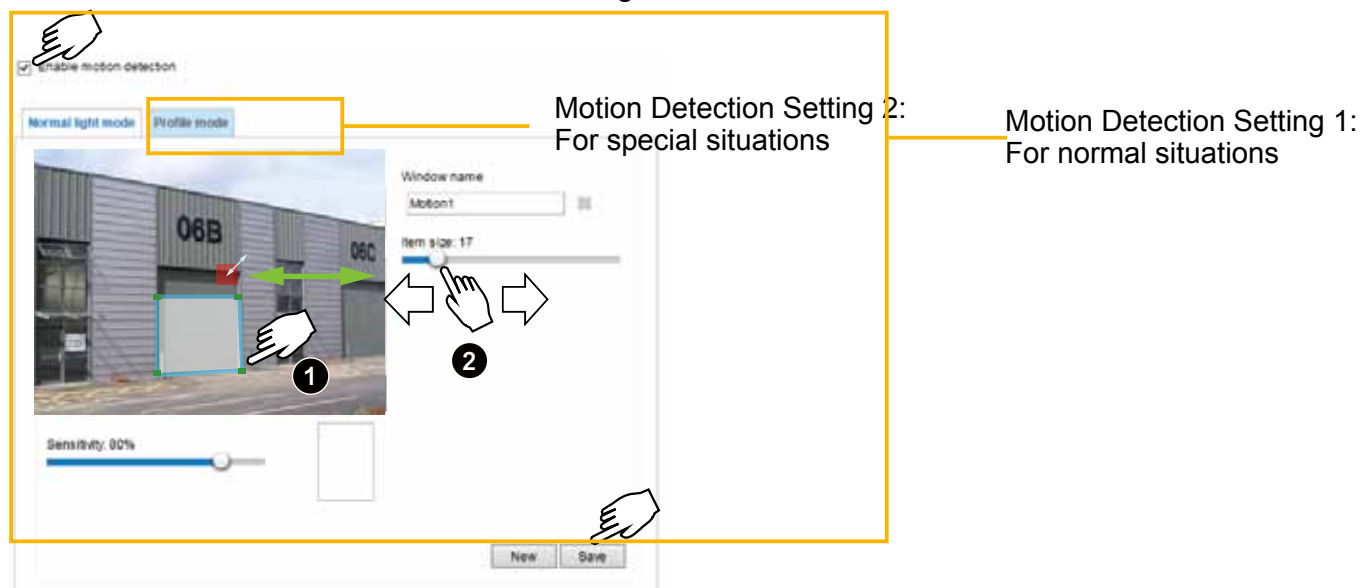 Enable motion detection
Normal light mode
Profile mode
Motion Detection Setting 2:
For special situations
Motion Detection Setting 1:
For normal situations
Window name
Motion1
Item size: 17
06B
06C
1
2
Sensitivity: 80%
New
Save